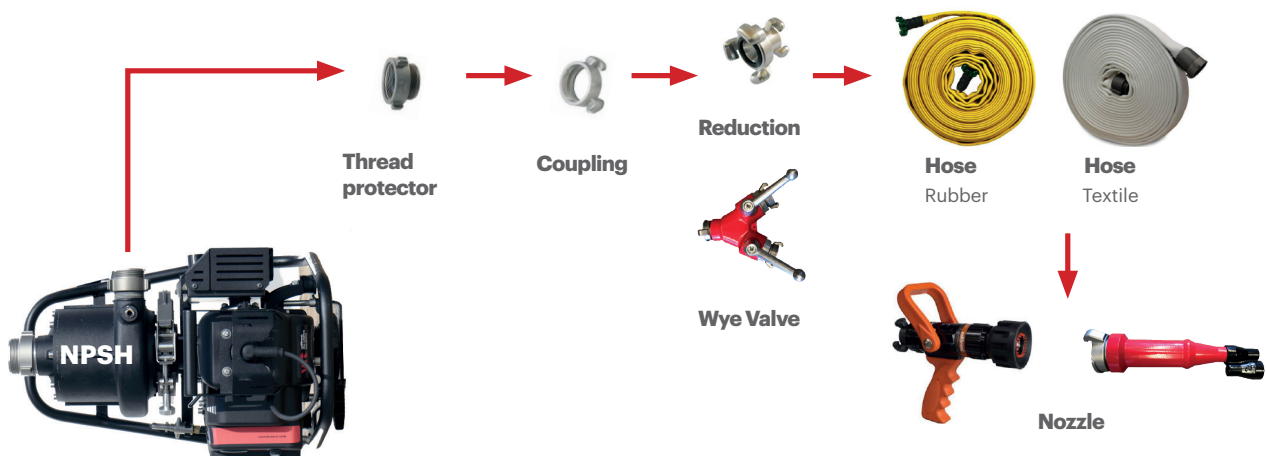 Reduction
Thread
protector
Coupling
Hose
Rubber
Hose
Textile
Wye Valve
NPSH
Nozzle